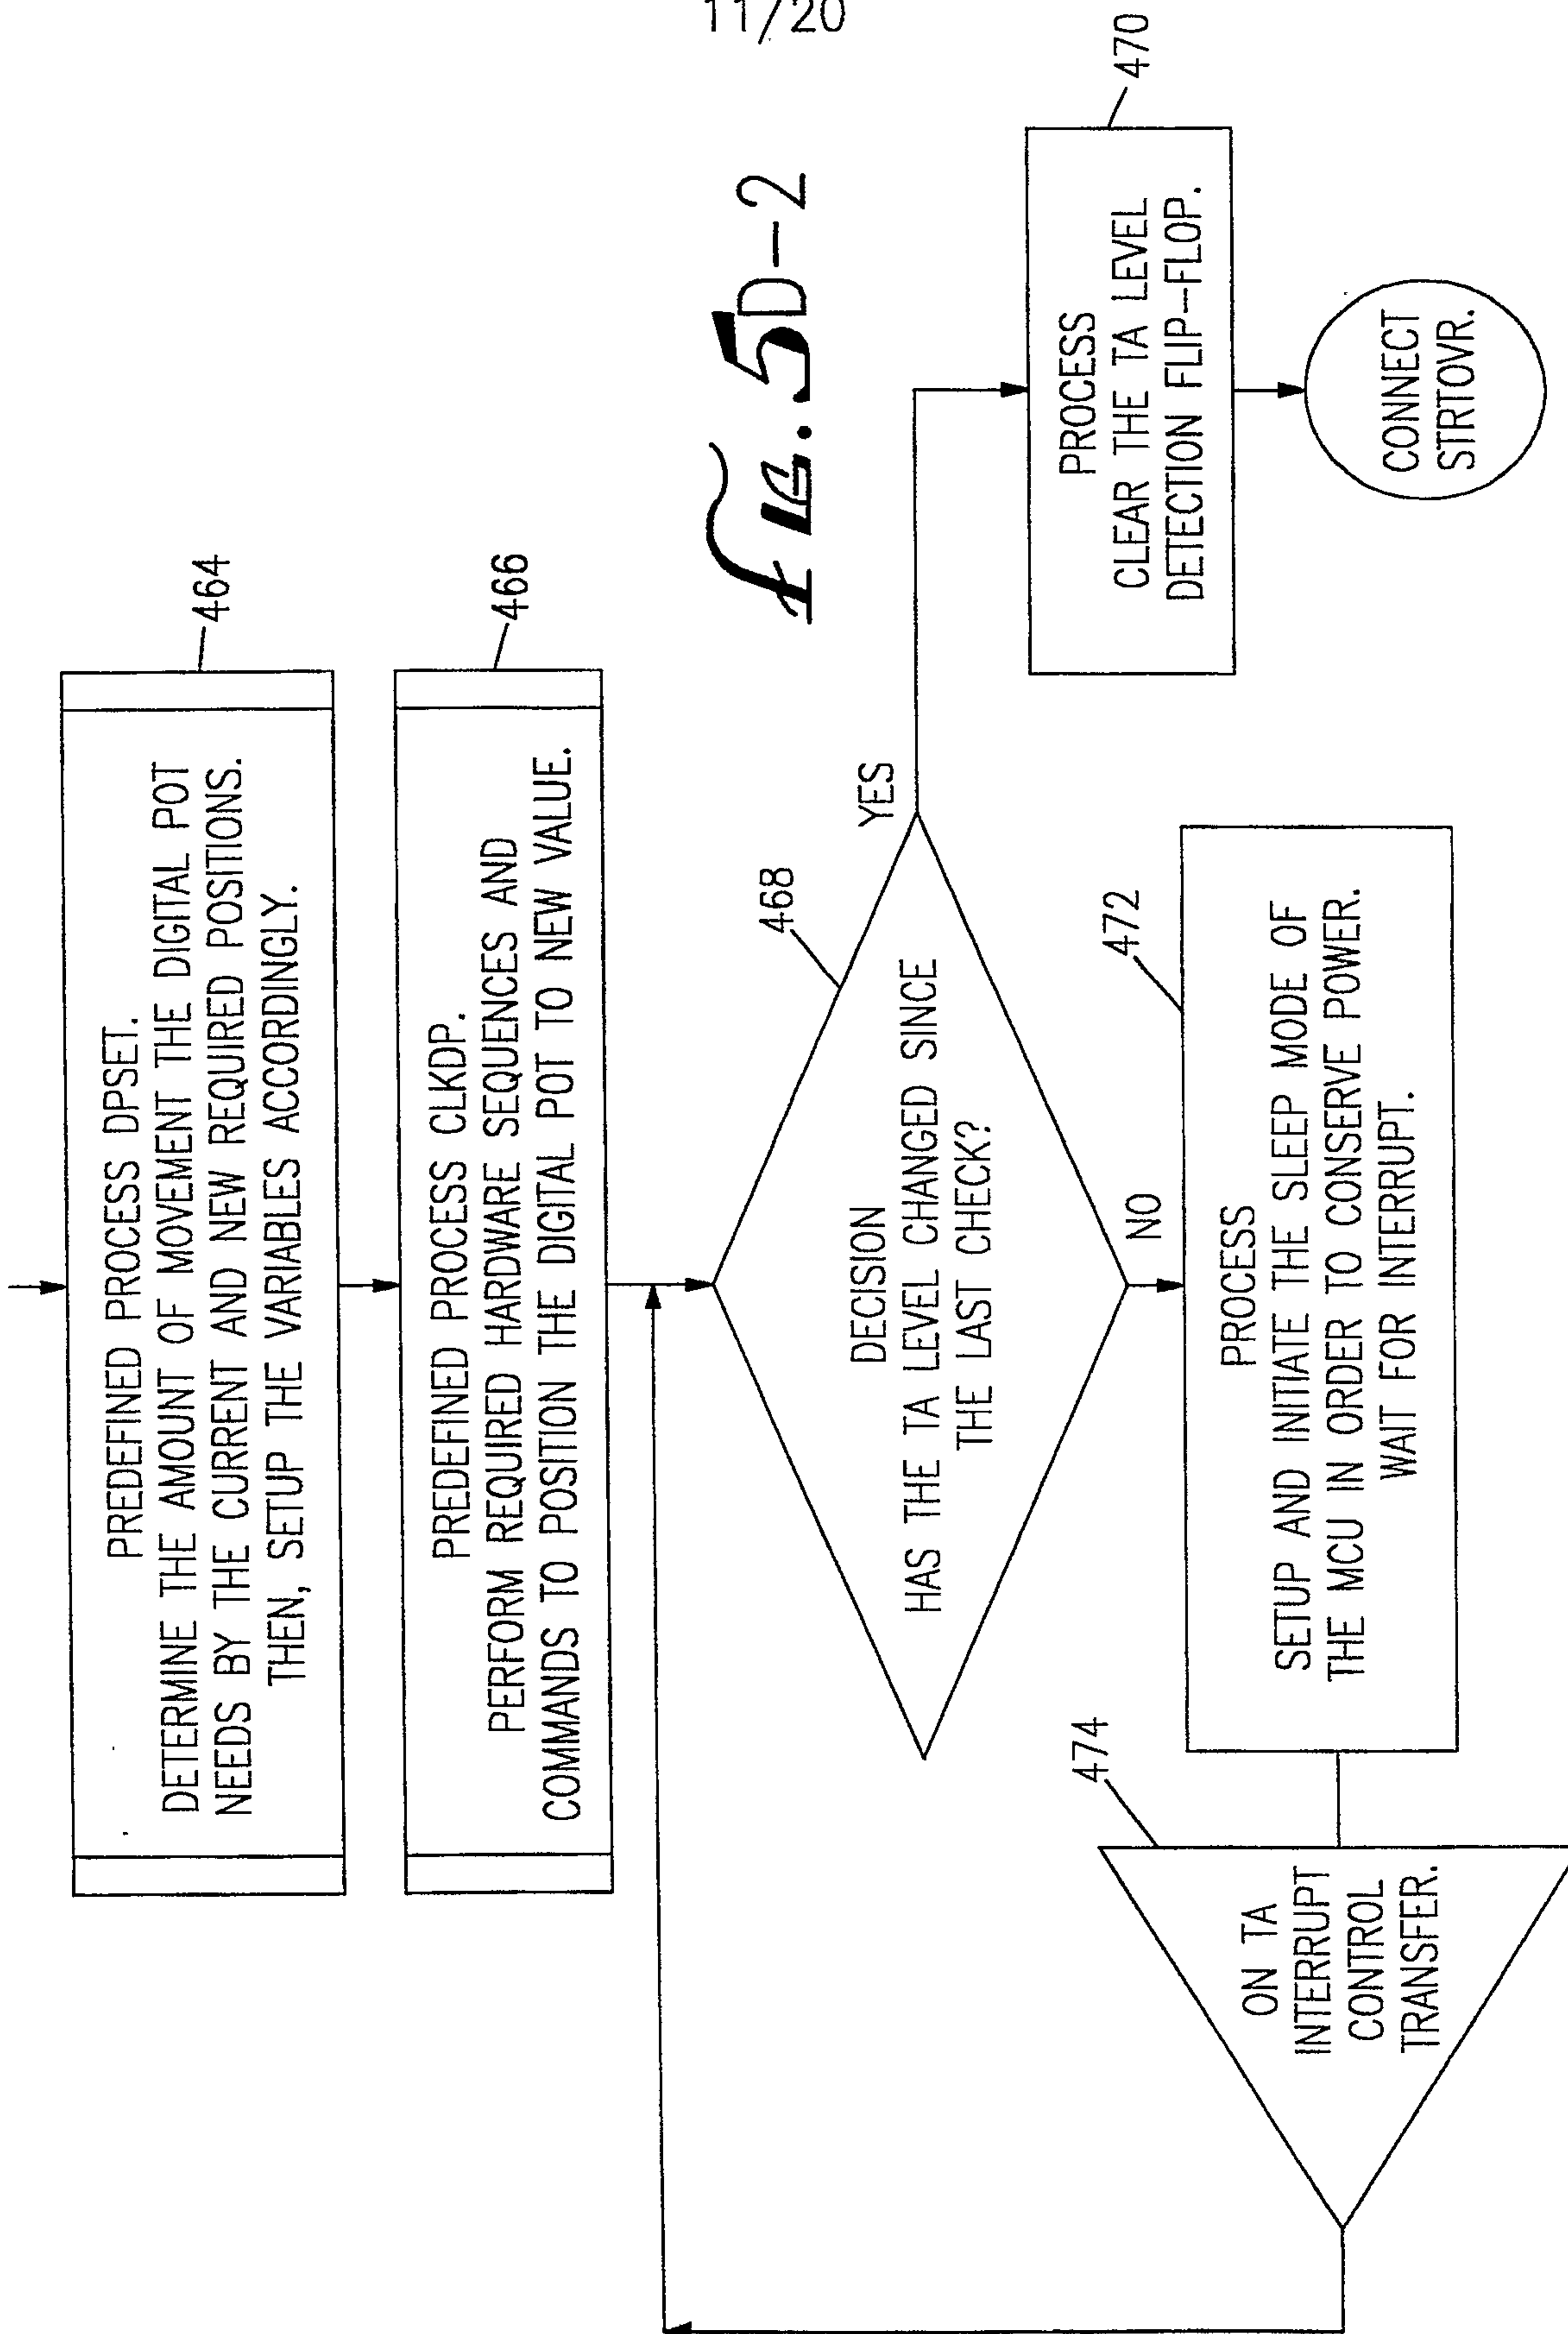 11/20
PREDEFINED PROCESS DPSET.
DETERMINE THE AMOUNT OF MOVEMENT THE DIGITAL POT
NEEDS BY THE CURRENT AND NEW REQUIRED POSITIONS.
THEN, SETUP THE VARIABLES ACCORDINGLY.
464
PREDEFINED PROCESS CLKDP.
PERFORM REQUIRED HARDWARE SEQUENCES AND
COMMANDS TO POSITION THE DIGITAL POT TO NEW VALUE.
466
DECISION
HAS THE TA LEVEL CHANGED SINCE
THE LAST CHECK?
468
YES
NO
FIG. 5D-2
PROCESS
CLEAR THE TA LEVEL
DETECTION FLIP-FLOP.
470
CONNECT
STRTOVR.
PROCESS
SETUP AND INITIATE THE SLEEP MODE OF
THE MCU IN ORDER TO CONSERVE POWER.
WAIT FOR INTERRUPT.
472
ON TA
INTERRUPT
CONTROL
TRANSFER.
474